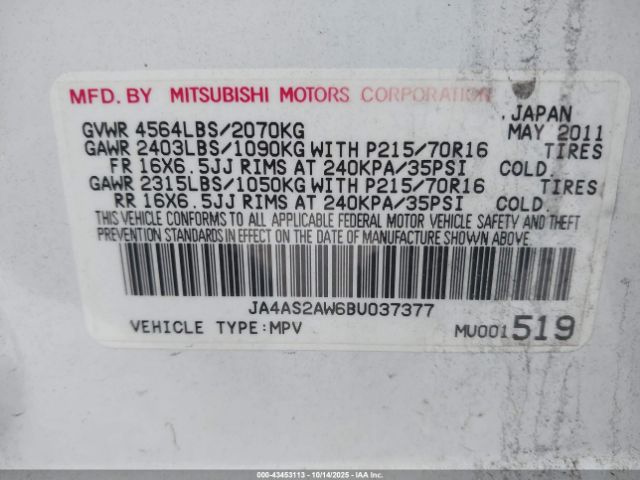 MFD. BY MITSUBISHI MOTORS CORPORATION
JAPAN
GVWR 4564LBS/2070KG MAY 2011
GAWR 2403LBS/1090KG WITH P215/70R16 TIRES
FR 16X6.5JJ RIMS AT 240KPA/35PSI COLD.
GAWR 2315LBS/1050KG WITH P215/70R16 TIRES
RR 16X6.5JJ RIMS AT 240KPA/35PSI COLD.
THIS VEHICLE CONFORMS TO ALL APPLICABLE FEDERAL MOTOR VEHICLE SAFETY AND THEFT
PREVENTION STANDARDS IN EFFECT ON THE DATE OF MANUFACTURE SHOWN ABOVE.
JA4AS2AW6BU037377
VEHICLE TYPE:MPV MU001519
000-43453113 | 10/14/2025 | IAAI.COM